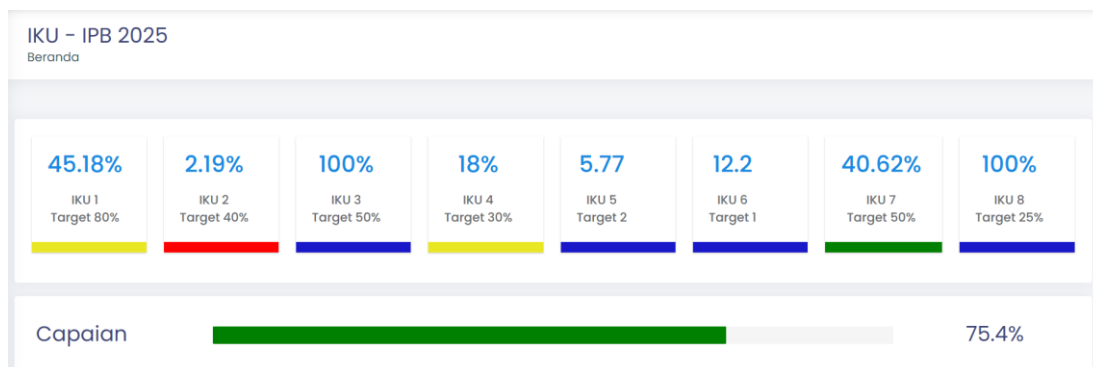 IKU - IPB 2025
Beranda
45.18%
IKU 1
Target 80%
2.19%
IKU 2
Target 40%
100%
IKU 3
Target 50%
18%
IKU 4
Target 30%
5.77
IKU 5
Target 2
12.2
IKU 6
Target 1
40.62%
IKU 7
Target 50%
100%
IKU 8
Target 25%
Capaian
75.4%